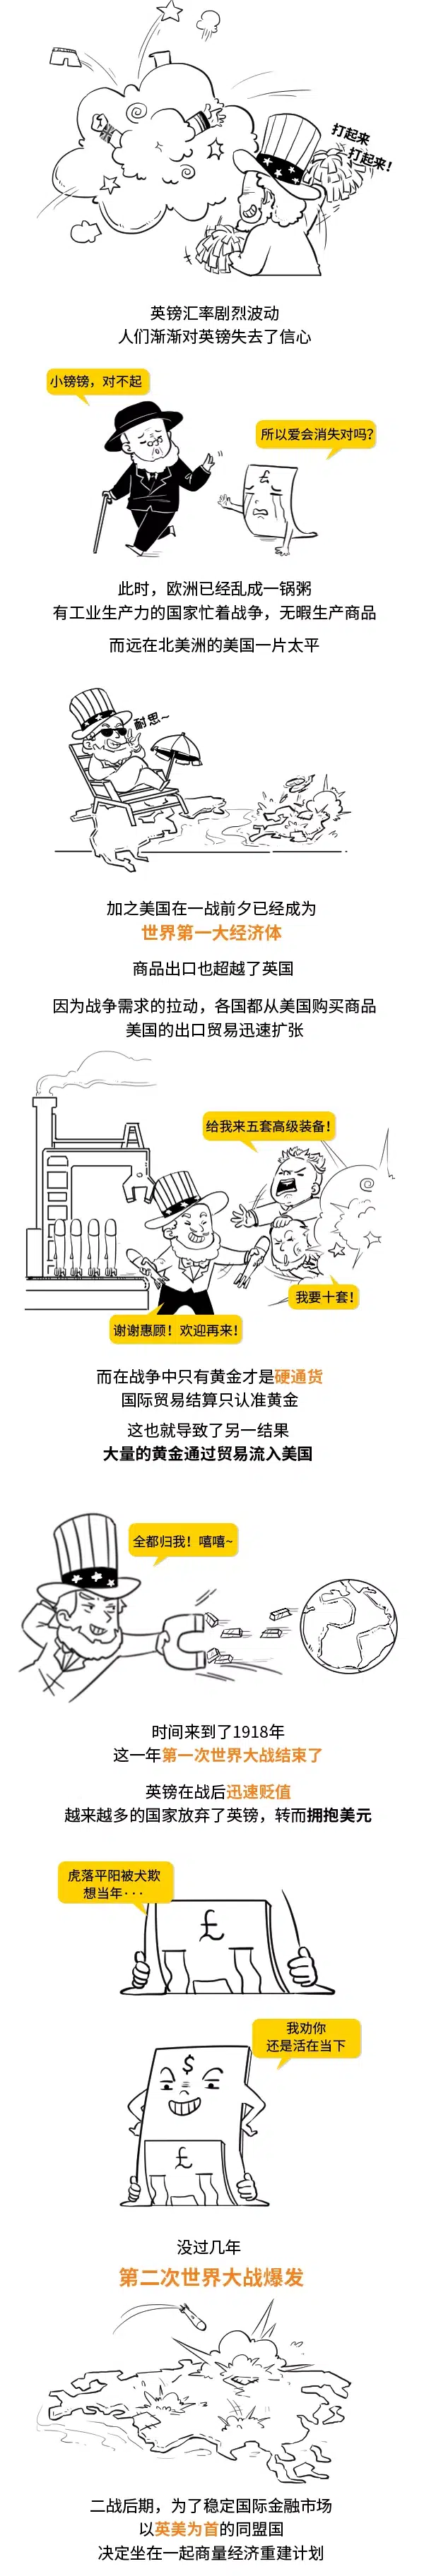 打起来
打起来！
英镑汇率剧烈波动
人们渐渐对英镑失去了信心
小镑镑，对不起
所以爱会消失对吗？
£
此时，欧洲已经乱成一锅粥
有工业生产力的国家忙着战争，无暇生产商品
而远在北美洲的美国一片太平
耐思~
加之美国在一战前夕已经成为
世界第一大经济体
商品出口也超越了英国
因为战争需求的拉动，各国都从美国购买商品
美国的出口贸易迅速扩张
给我来五套高级装备！
我要十套！
谢谢惠顾！欢迎再来！
而在战争中只有黄金才是硬通货
国际贸易结算只认准黄金
这也就导致了另一结果
大量的黄金通过贸易流入美国
全都归我！嘻嘻~
时间来到了1918年
这一年第一次世界大战结束了
英镑在战后迅速贬值
越来越多的国家放弃了英镑，转而拥抱美元
虎落平阳被犬欺
想当年···
£
我劝你
还是活在当下
$
£
没过几年
第二次世界大战爆发
二战后期，为了稳定国际金融市场
以英美为首的同盟国
决定坐在一起商量经济重建计划